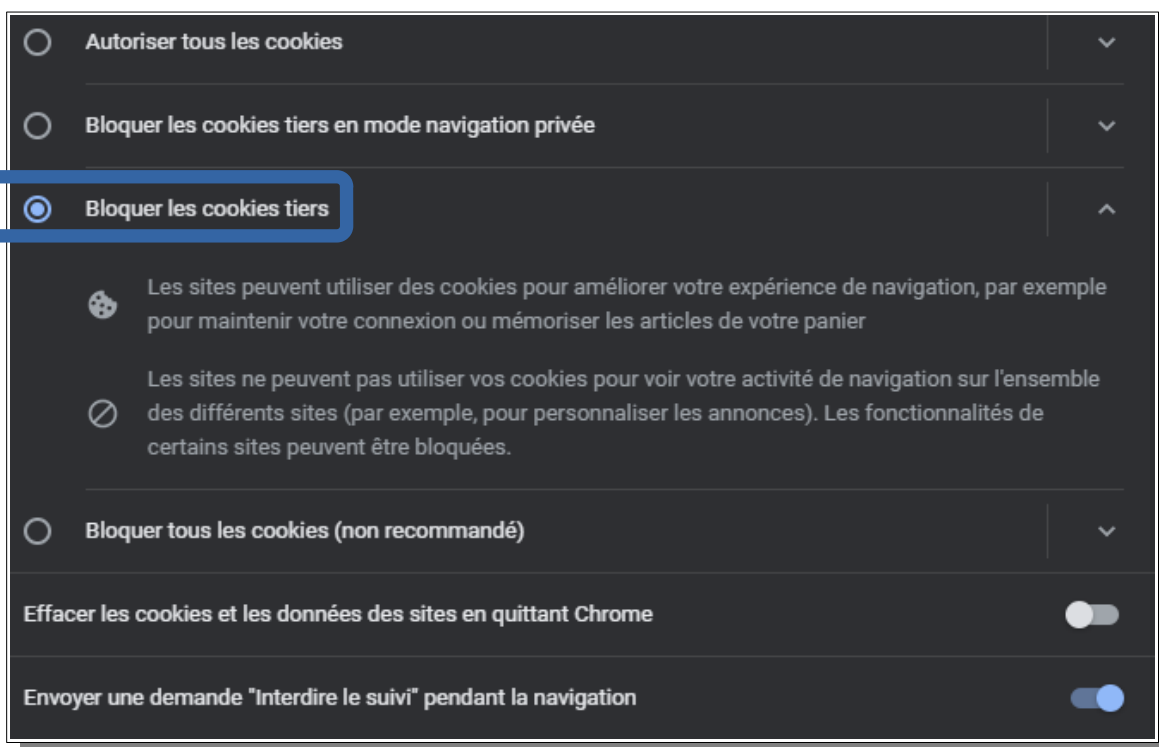 Autoriser tous les cookies
Bloquer les cookies tiers en mode navigation privée
Bloquer les cookies tiers
Les sites peuvent utiliser des cookies pour améliorer votre expérience de navigation, par exemple
pour maintenir votre connexion ou mémoriser les articles de votre panier
Les sites ne peuvent pas utiliser vos cookies pour voir votre activité de navigation sur l'ensemble
des différents sites (par exemple, pour personnaliser les annonces). Les fonctionnalités de
certains sites peuvent être bloquées.
Bloquer tous les cookies (non recommandé)
Effacer les cookies et les données des sites en quittant Chrome
Envoyer une demande "Interdire le suivi" pendant la navigation